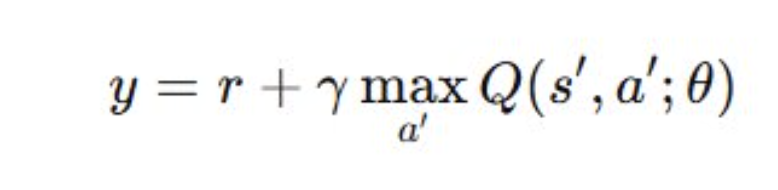 y = r + γ max_{a′} Q(s′, a′; θ)